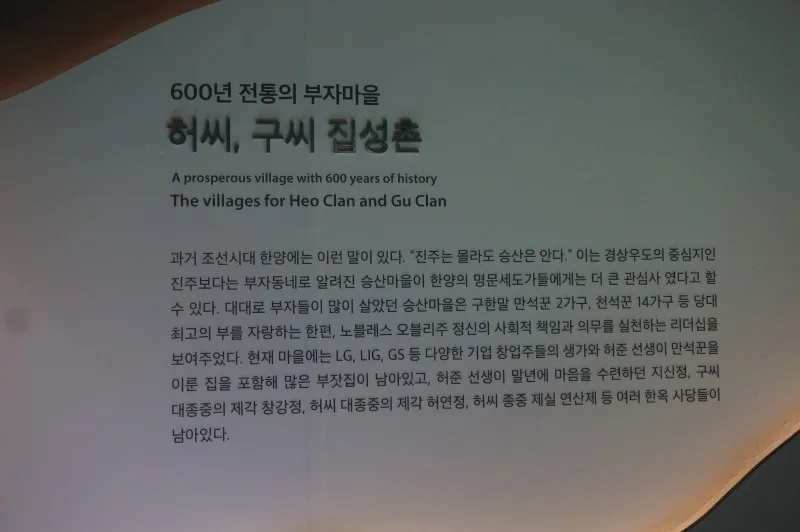 600년 전통의 부자마을
허씨, 구씨 집성촌
A prosperous village with 600 years of history
The villages for Heo Clan and Gu Clan
과거 조선시대 한양에는 이런 말이 있다. “진주는 몰라도 승산은 안다.” 이는 경상우도의 중심지인
진주보다는 부자동네로 알려진 승산마을이 한양의 명문세도가들에게는 더 큰 관심사 였다고 할
수 있다. 대대로 부자들이 많이 살았던 승산마을은 구한말 만석꾼 2가구, 천석꾼 14가구 등 당대
최고의 부를 자랑하는 한편, 노블레스 오블리주 정신의 사회적 책임과 의무를 실천하는 리더십을
보여주었다. 현재 마을에는 LG, LIG, GS 등 다양한 기업 창업주들의 생가와 허준 선생이 만석꾼을
이룬 집을 포함해 많은 부잣집이 남아있고, 허준 선생이 말년에 마음을 수련하던 지신정, 구씨
대종중의 제각 창강정, 허씨 대종중의 제각 허연정, 허씨 종중 제실 연산제 등 여러 한옥 사당들이
남아있다.